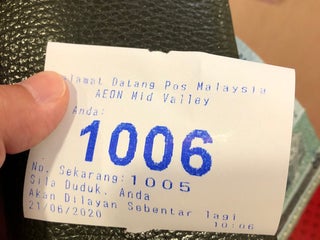 Selamat Datang Pos Malaysia
AEON Mid Valley
Anda:
1006
No. Sekarang:1005
Sila Duduk. Anda
Akan Dilayan Sebentar lagi
21/06/2020 10:06